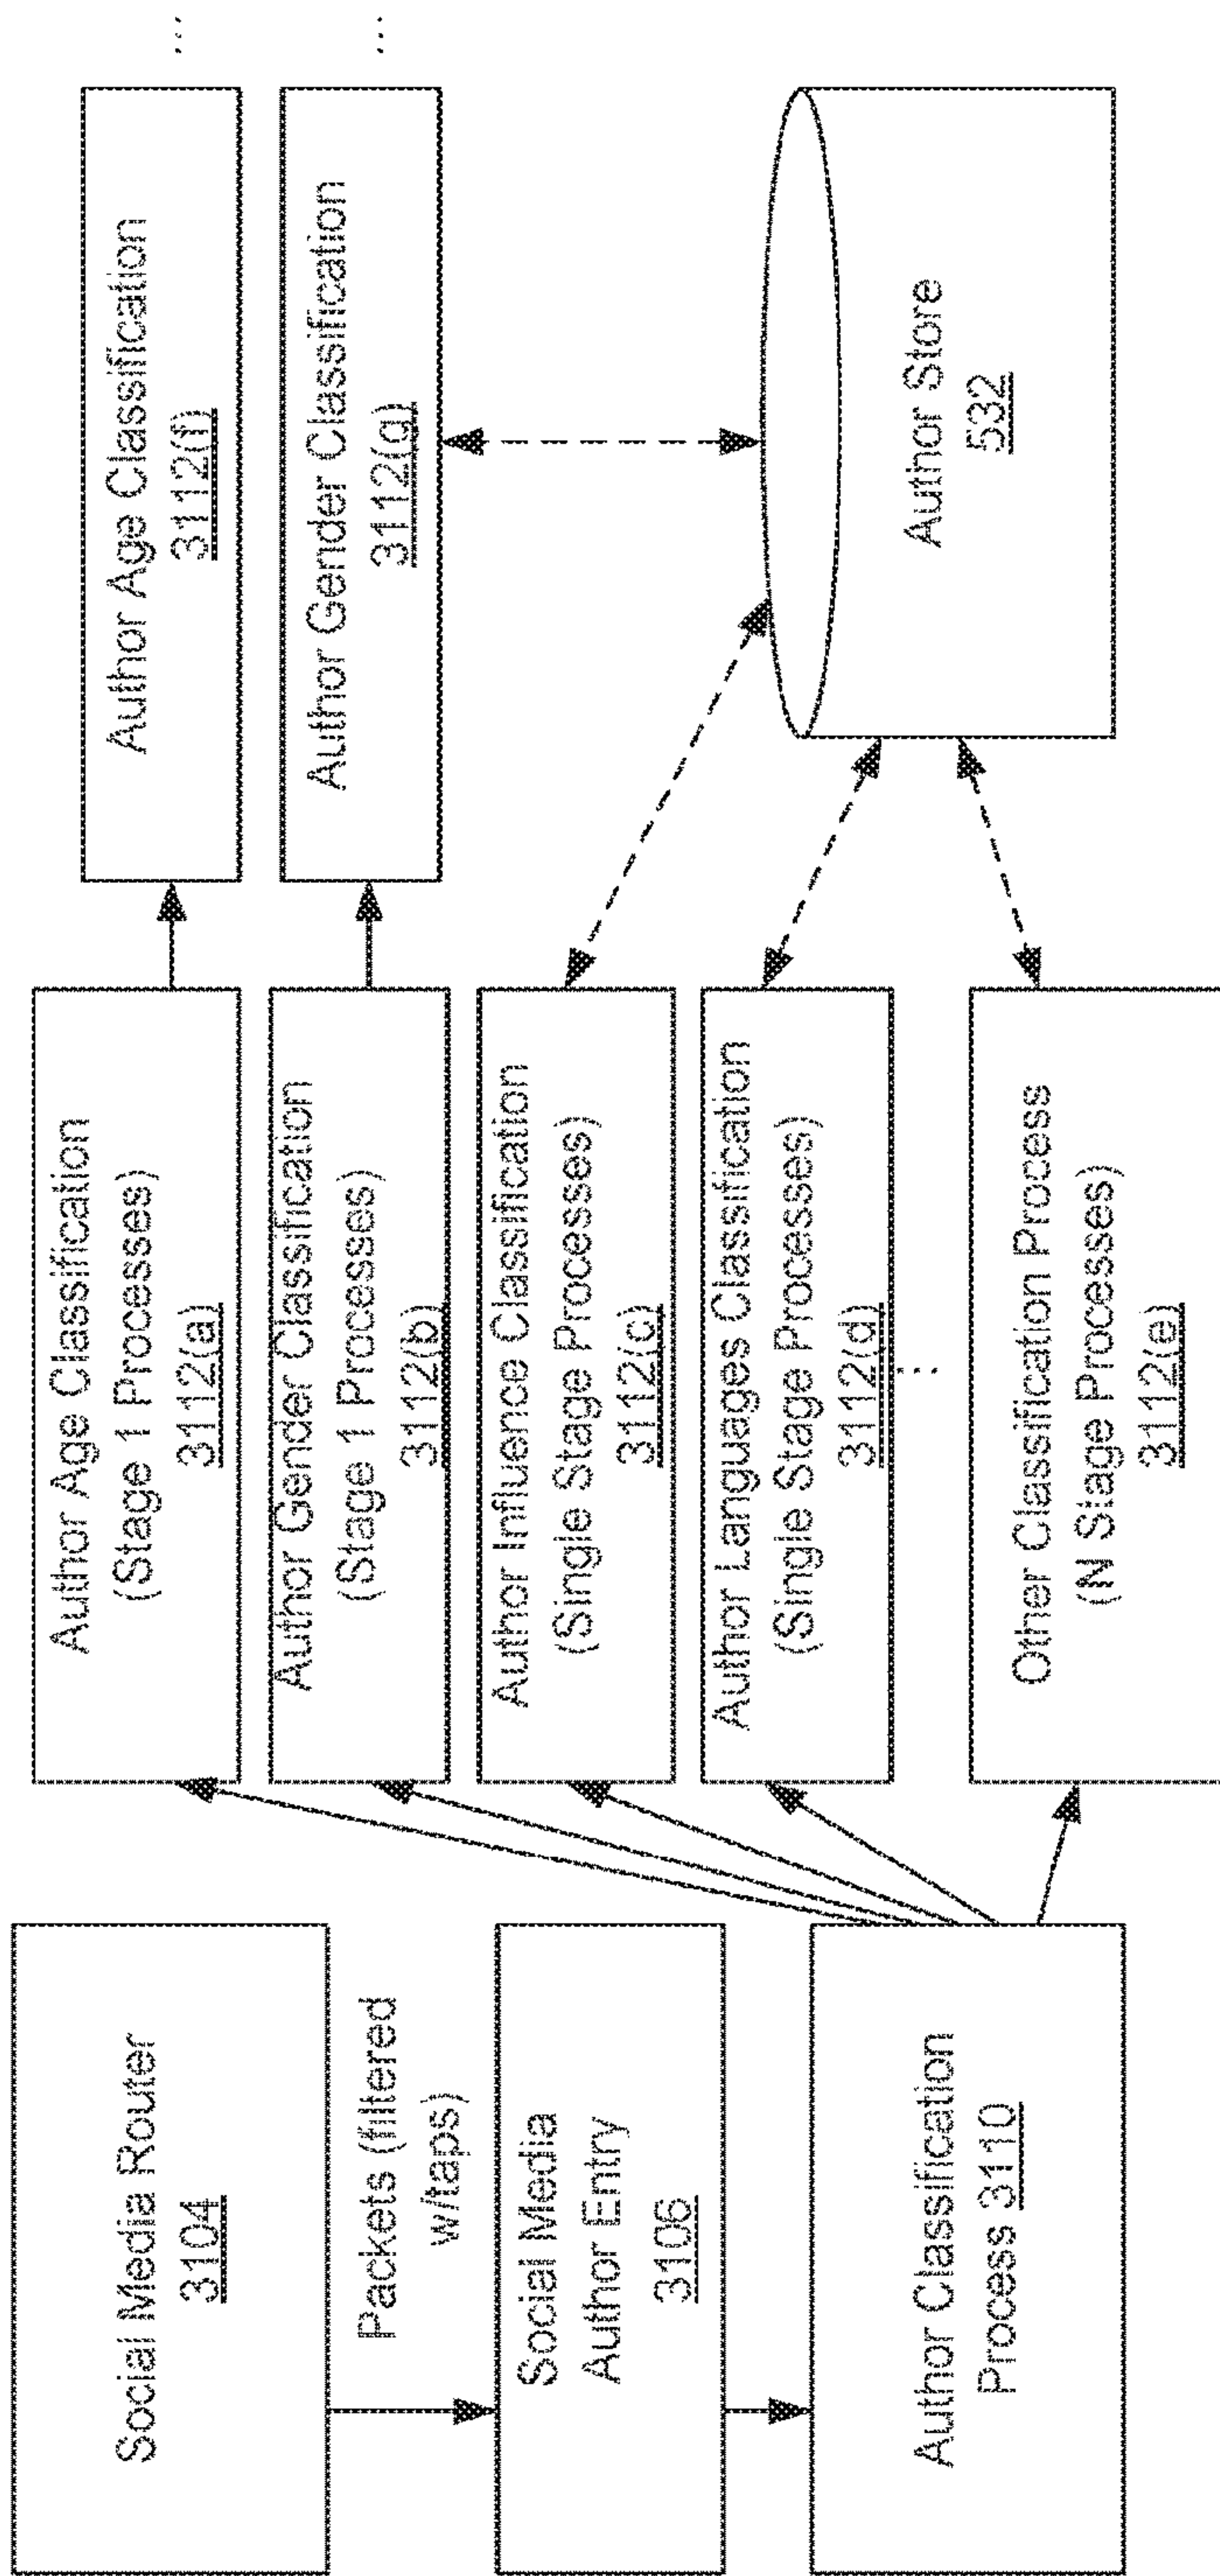 Social Media Router
3104
Packets (filtered
w/taps)
Social Media
Author Entry
3106
Author Classification
Process 3110
Author Age Classification
(Stage 1 Processes)
3112(a)
Author Gender Classification
(Stage 1 Processes)
3112(b)
Author Influence Classification
(Single Stage Processes)
3112(c)
Author Languages Classification
(Single Stage Processes)
3112(d)
...
Other Classification Process
(N Stage Processes)
3112(e)
Author Age Classification
3112(f)
...
Author Gender Classification
3112(g)
...
Author Store
532